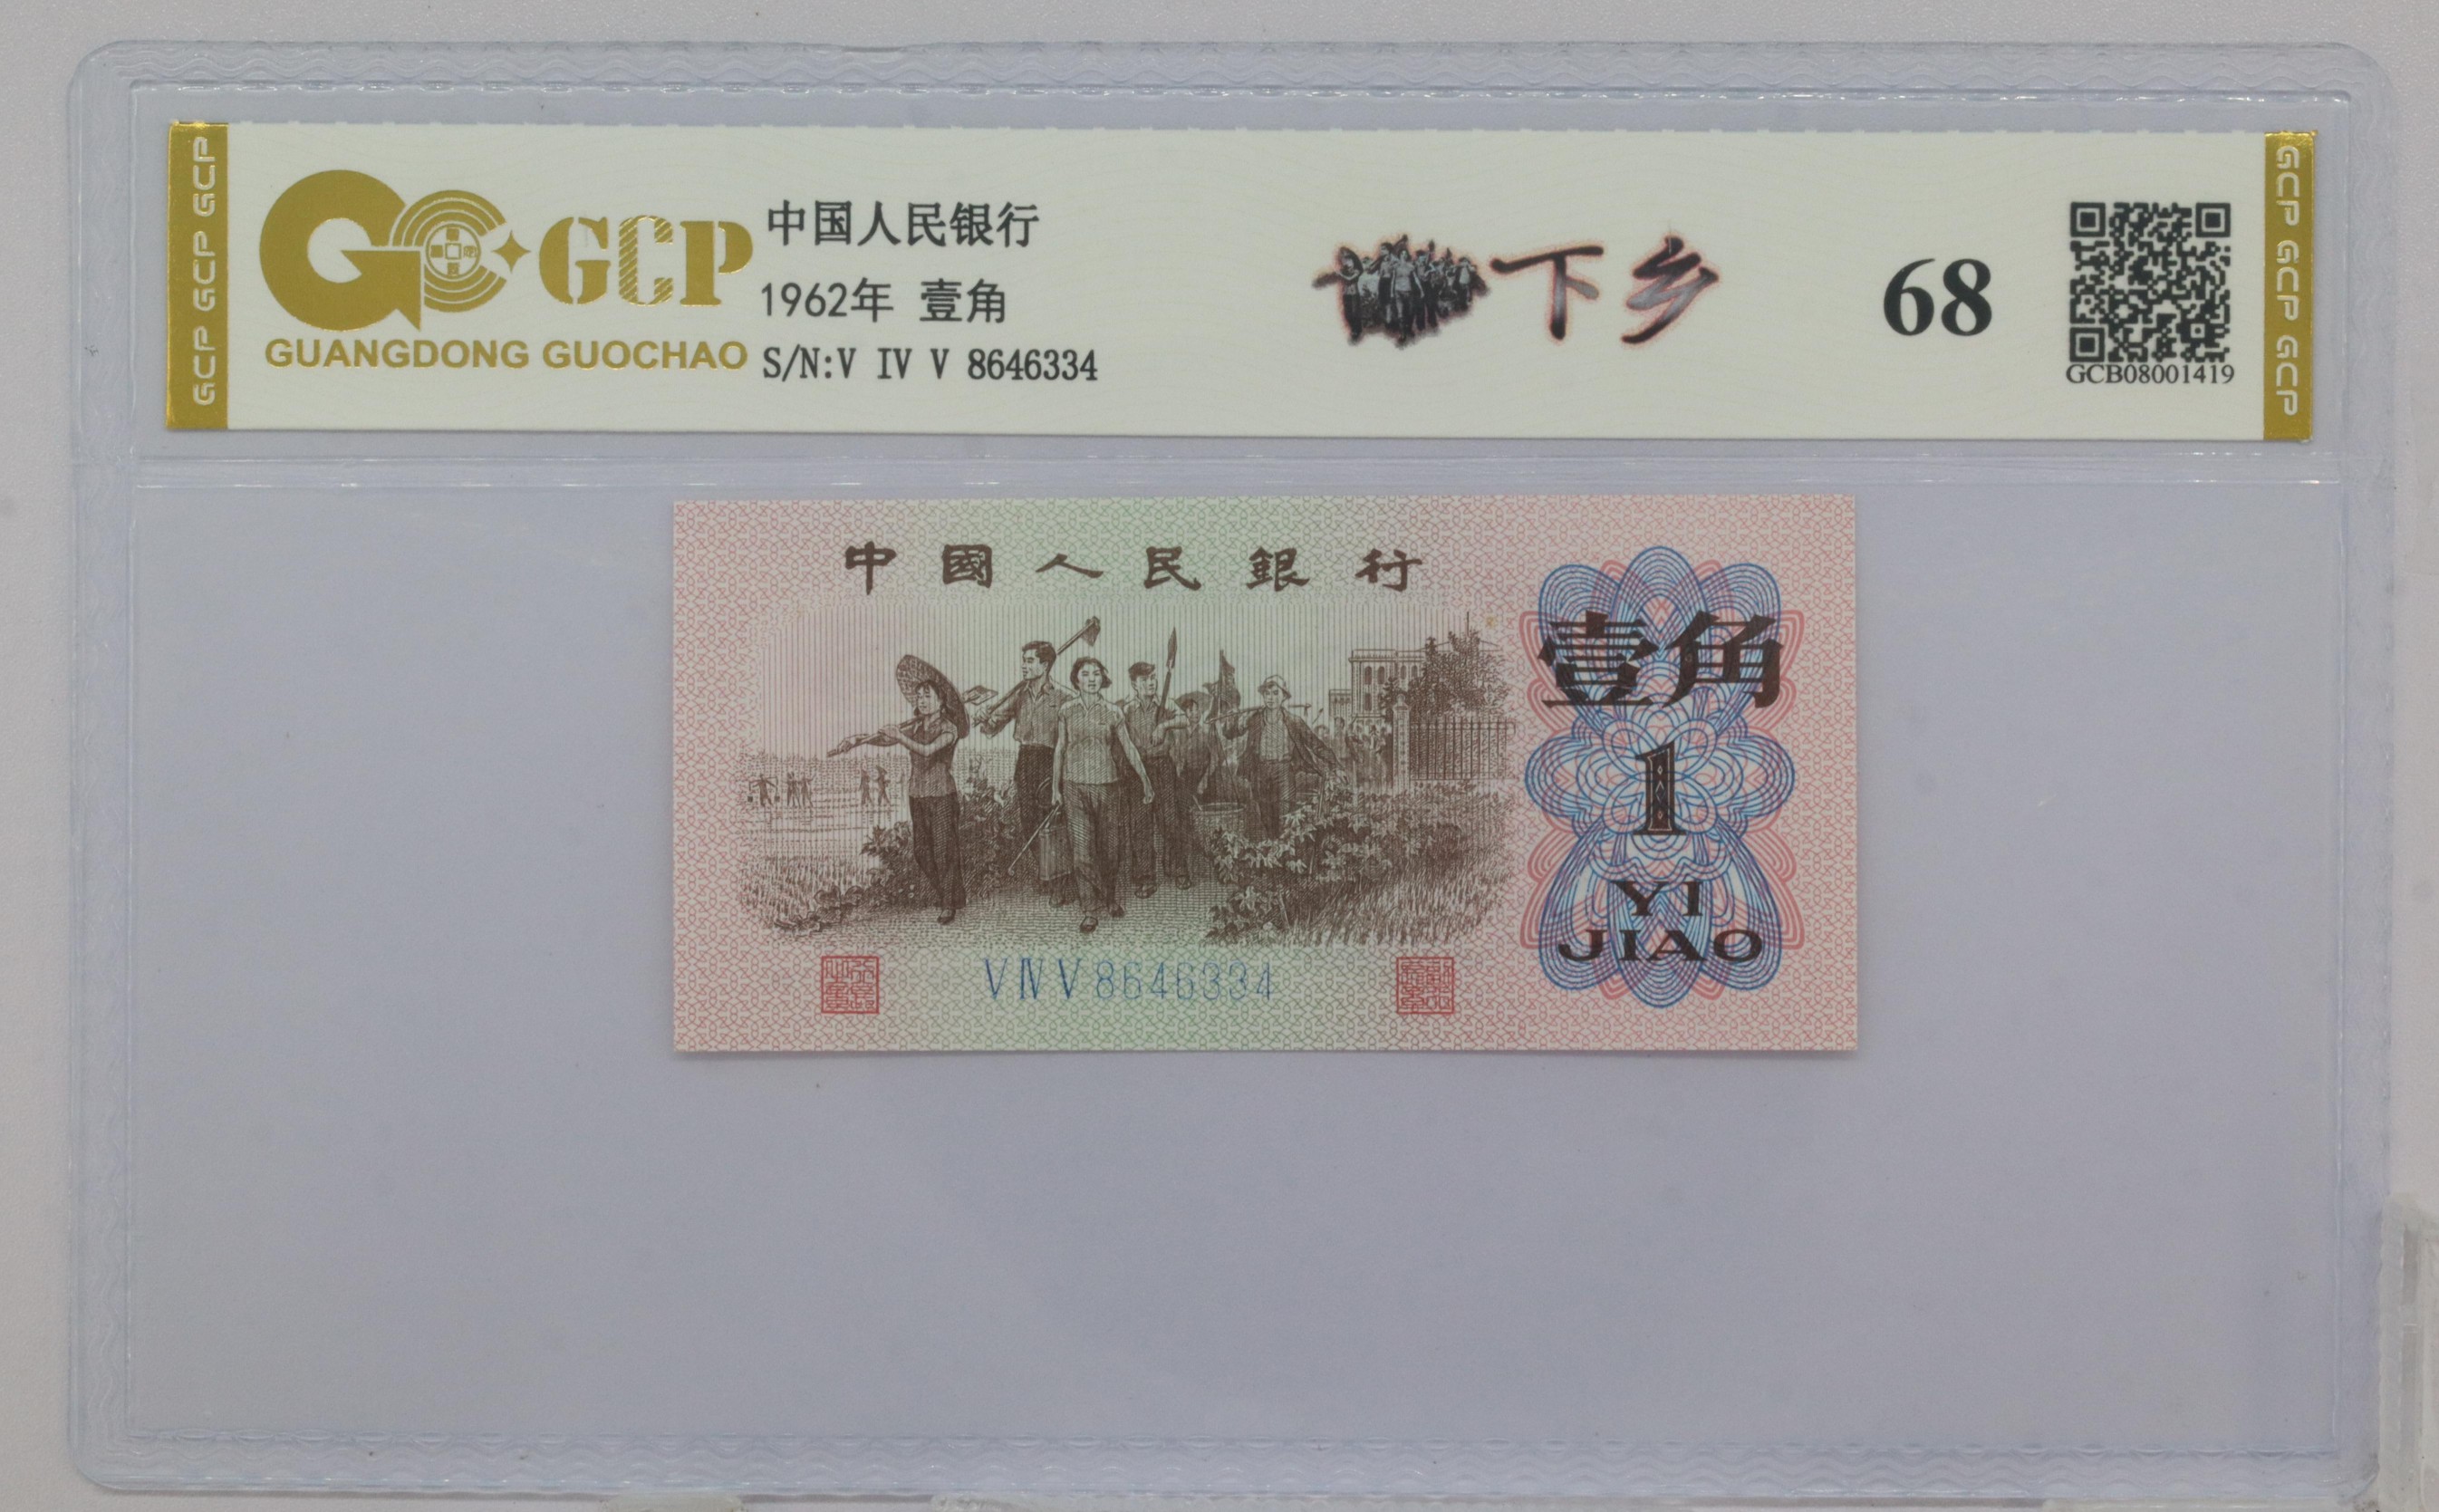 GCP GCP GCP
GCP
GUANGDONG GUOCHAO
中国人民银行
1962年 壹角
S/N:V IV V 8646334
下乡
68
GCB08001419
GCP GCP GCP
中國人民銀行
壹角
1
YI
JIAO
V IV V 8646334